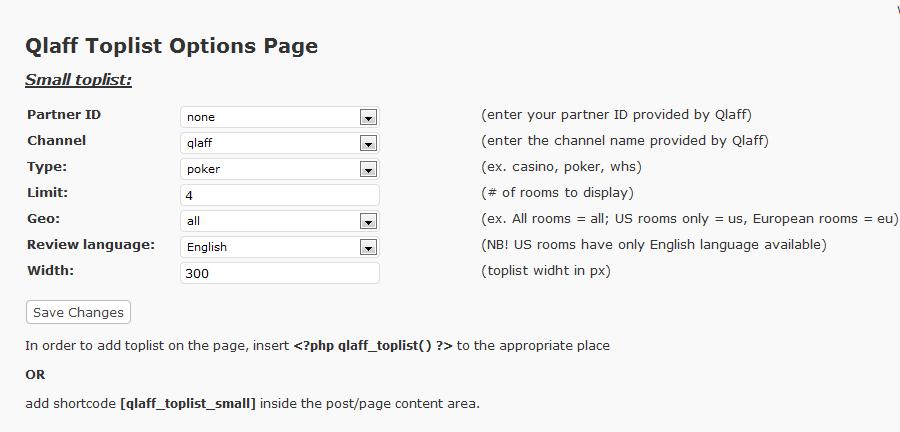 Qlaff Toplist Options Page
Small toplist:
Partner ID none (enter your partner ID provided by Qlaff)
Channel qlaff (enter the channel name provided by Qlaff)
Type: poker (ex. casino, poker, whs)
Limit: 4 (# of rooms to display)
Geo: all (ex. All rooms = all; US rooms only = us, European rooms = eu)
Review language: English (NB! US rooms have only English language available)
Width: 300 (toplist widht in px)
Save Changes
In order to add toplist on the page, insert <?php qlaff_toplist() ?> to the appropriate place
OR
add shortcode [qlaff_toplist_small] inside the post/page content area.